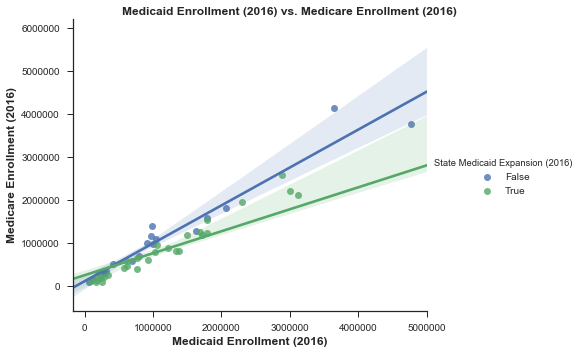 Medicaid Enrollment (2016) vs. Medicare Enrollment (2016)
6000000
5000000
4000000
3000000
2000000
1000000
0
Medicare Enrollment (2016)
State Medicaid Expansion (2016)
False
True
0 1000000 2000000 3000000 4000000 5000000
Medicaid Enrollment (2016)